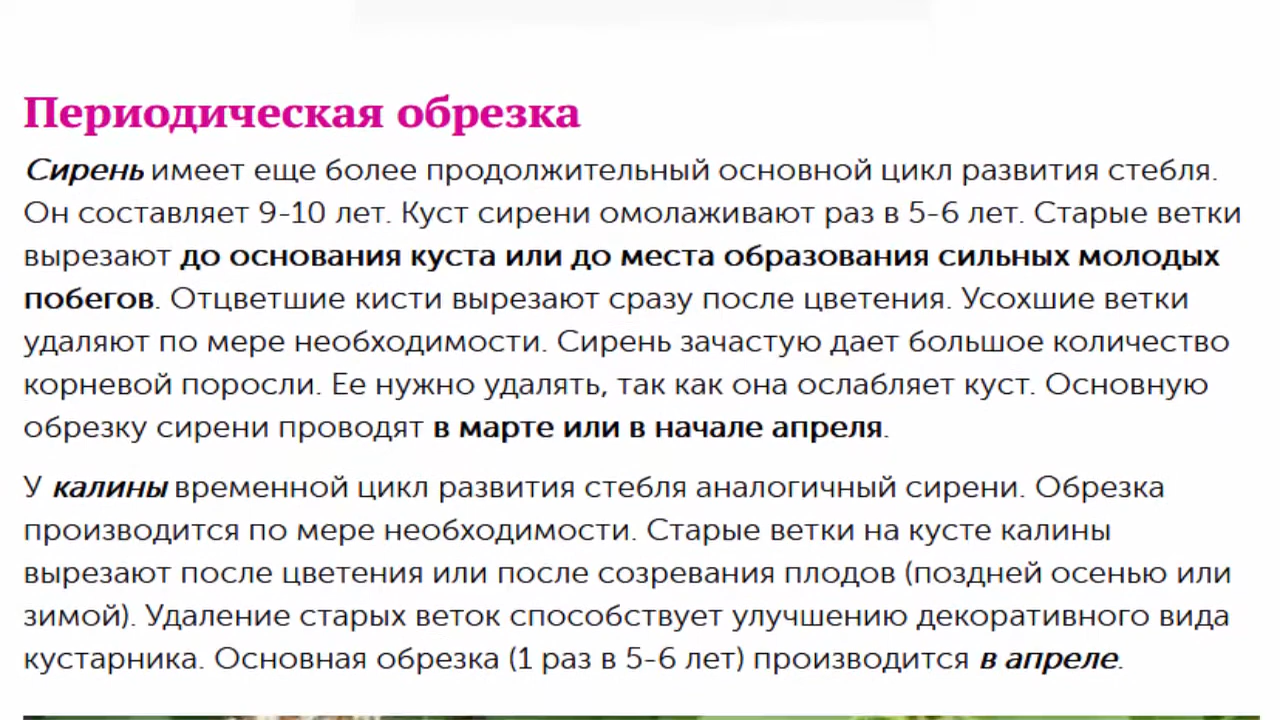 Периодическая обрезка
Сирень имеет еще более продолжительный основной цикл развития стебля.
Он составляет 9-10 лет. Куст сирени омолаживают раз в 5-6 лет. Старые ветки
вырезают до основания куста или до места образования сильных молодых
побегов. Отцветшие кисти вырезают сразу после цветения. Усохшие ветки
удаляют по мере необходимости. Сирень зачастую дает большое количество
корневой поросли. Ее нужно удалять, так как она ослабляет куст. Основную
обрезку сирени проводят в марте или в начале апреля.
У калины временной цикл развития стебля аналогичный сирени. Обрезка
производится по мере необходимости. Старые ветки на кусте калины
вырезают после цветения или после созревания плодов (поздней осенью или
зимой). Удаление старых веток способствует улучшению декоративного вида
кустарника. Основная обрезка (1 раз в 5-6 лет) производится в апреле.